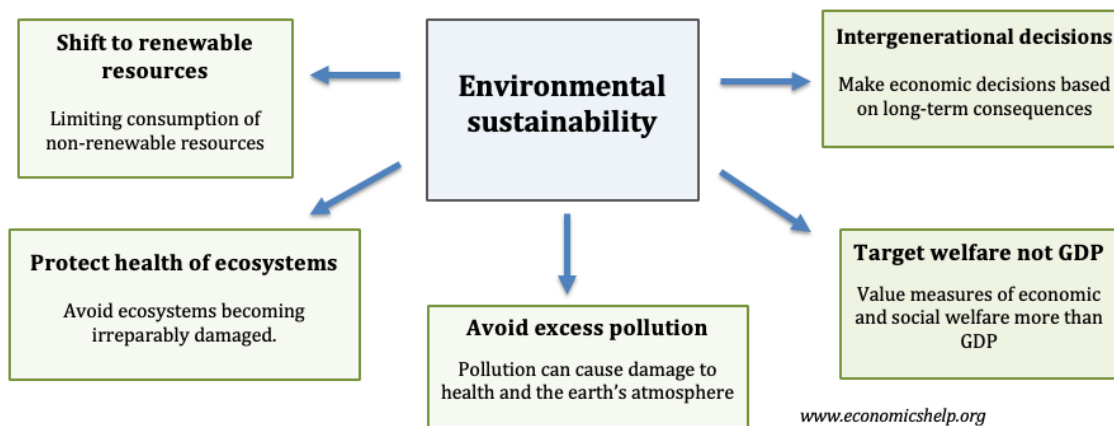 Shift to renewable
resources
Limiting consumption of
non-renewable resources
Environmental
sustainability
Intergenerational decisions
Make economic decisions based
on long-term consequences
Protect health of ecosystems
Avoid ecosystems becoming
irreparably damaged.
Avoid excess pollution
Pollution can cause damage to
health and the earth’s atmosphere
Target welfare not GDP
Value measures of economic
and social welfare more than
GDP
www.economicshelp.org